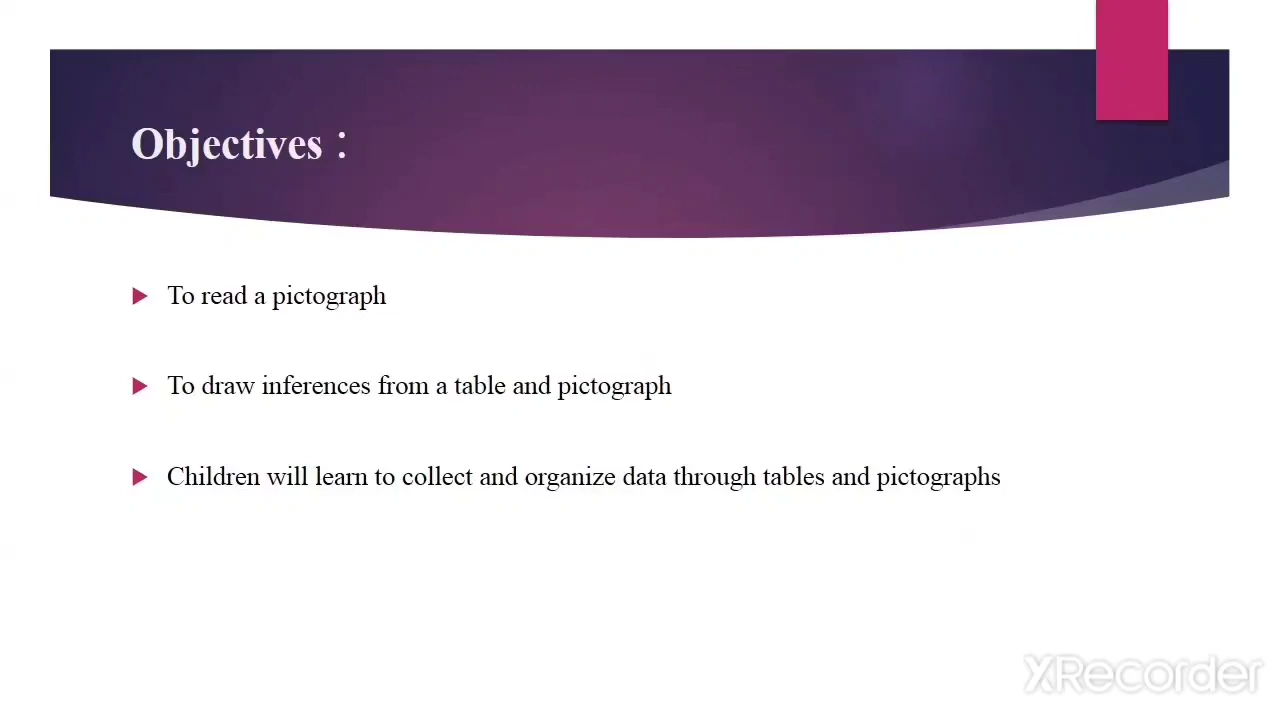 Objectives :
To read a pictograph
To draw inferences from a table and pictograph
Children will learn to collect and organize data through tables and pictographs
XRecorder